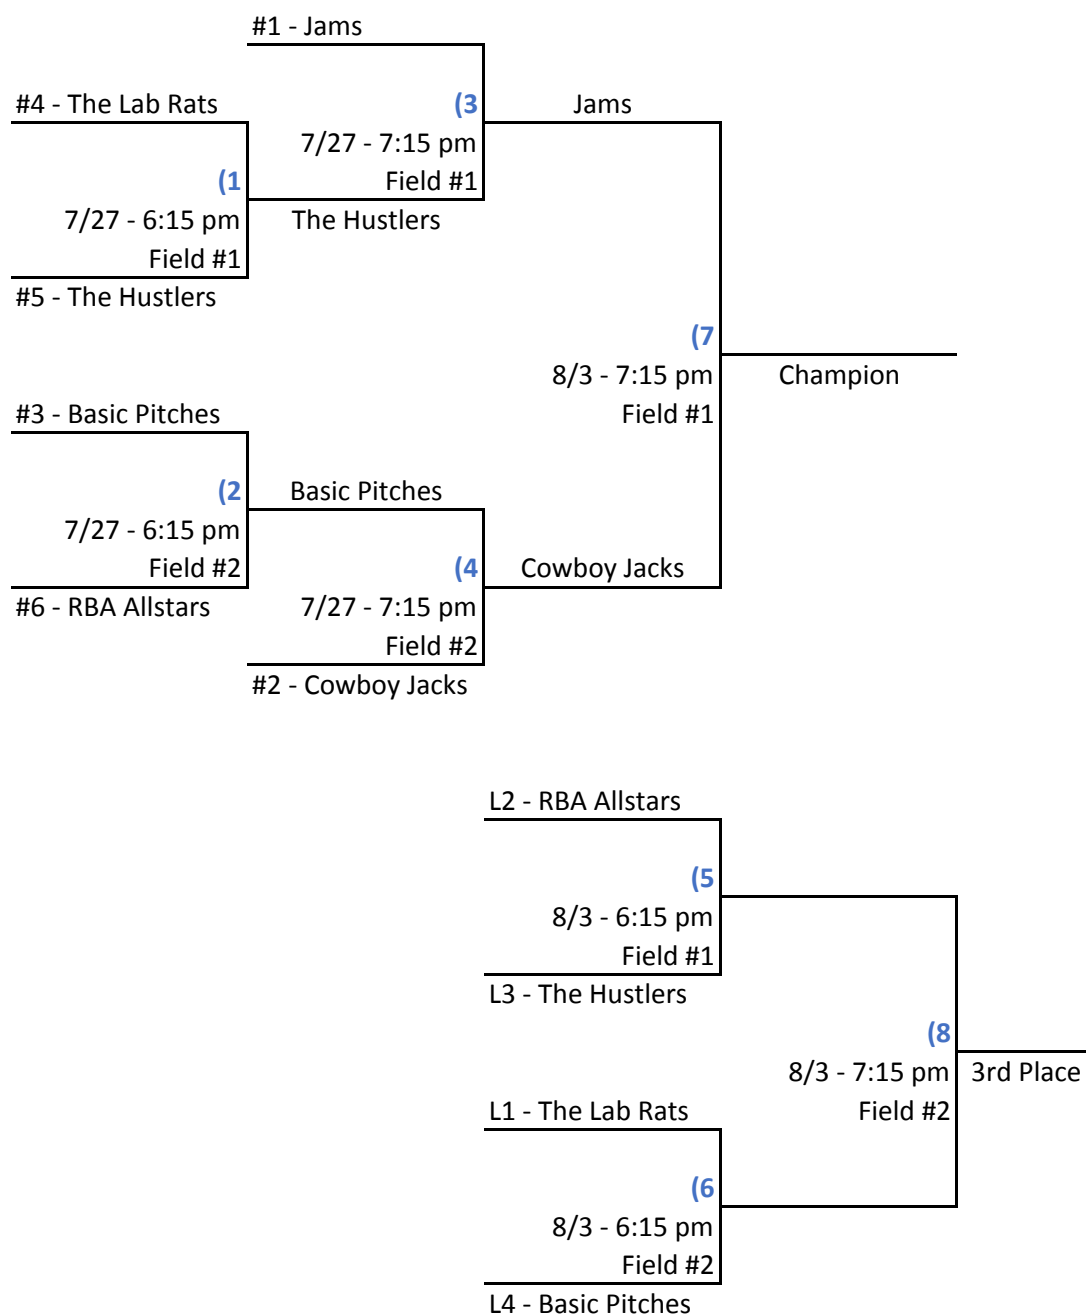 #1 - Jams
#4 - The Lab Rats
(3
Jams
7/27 - 7:15 pm
(1
Field #1
7/27 - 6:15 pm
The Hustlers
Field #1
#5 - The Hustlers
(7
8/3 - 7:15 pm
Champion
#3 - Basic Pitches
Field #1
(2
Basic Pitches
7/27 - 6:15 pm
Field #2
(4
Cowboy Jacks
#6 - RBA Allstars
7/27 - 7:15 pm
Field #2
#2 - Cowboy Jacks
L2 - RBA Allstars
(5
8/3 - 6:15 pm
Field #1
L3 - The Hustlers
(8
8/3 - 7:15 pm
3rd Place
L1 - The Lab Rats
Field #2
(6
8/3 - 6:15 pm
Field #2
L4 - Basic Pitches